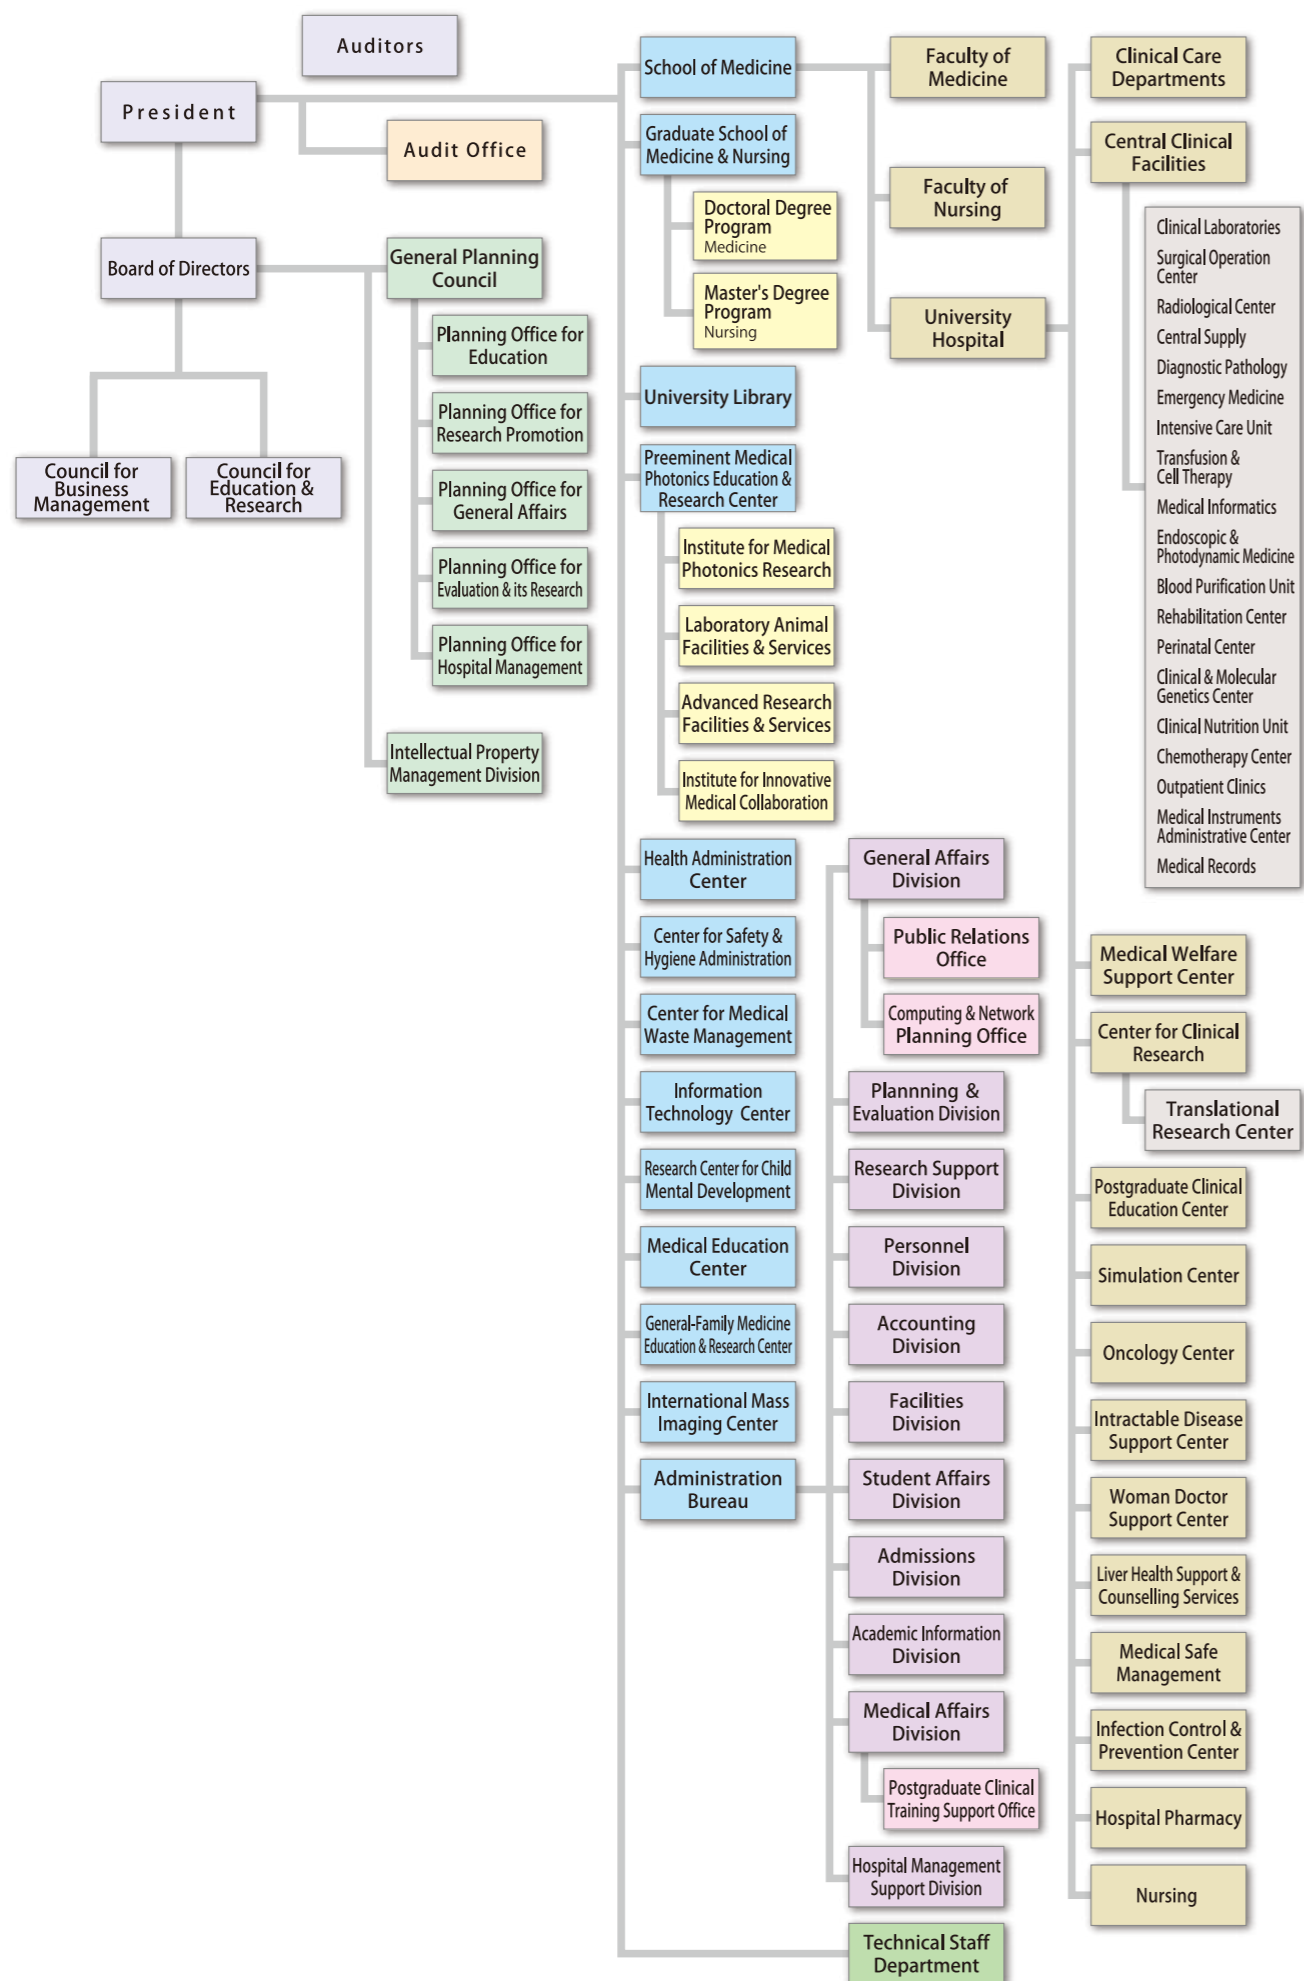 Auditors
President
Audit Office
Board of Directors
Council for
Business
Management
Council for
Education &
Research
General Planning
Council
Planning Office for
Education
Planning Office for
Research Promotion
Planning Office for
General Affairs
Planning Office for
Evaluation & its Research
Planning Office for
Hospital Management
Intellectual Property
Management Division
School of Medicine
Graduate School of
Medicine & Nursing
Doctoral Degree
Program
Medicine
Master's Degree
Program
Nursing
University Library
Preeminent Medical
Photonics Education &
Research Center
Institute for Medical
Photonics Research
Laboratory Animal
Facilities & Services
Advanced Research
Facilities & Services
Institute for Innovative
Medical Collaboration
Health Administration
Center
Center for Safety &
Hygiene Administration
Center for Medical
Waste Management
Information
Technology Center
Research Center for Child
Mental Development
Medical Education
Center
General-Family Medicine
Education & Research Center
International Mass
Imaging Center
Administration
Bureau
General Affairs
Division
Public Relations
Office
Computing & Network
Planning Office
Plannning &
Evaluation Division
Research Support
Division
Personnel
Division
Accounting
Division
Facilities
Division
Student Affairs
Division
Admissions
Division
Academic Information
Division
Medical Affairs
Division
Postgraduate Clinical
Training Support Office
Hospital Management
Support Division
Technical Staff
Department
Faculty of
Medicine
Faculty of
Nursing
University
Hospital
Clinical Care
Departments
Central Clinical
Facilities
Clinical Laboratories
Surgical Operation
Center
Radiological Center
Central Supply
Diagnostic Pathology
Emergency Medicine
Intensive Care Unit
Transfusion &
Cell Therapy
Medical Informatics
Endoscopic &
Photodynamic Medicine
Blood Purification Unit
Rehabilitation Center
Perinatal Center
Clinical & Molecular
Genetics Center
Clinical Nutrition Unit
Chemotherapy Center
Outpatient Clinics
Medical Instruments
Administrative Center
Medical Records
Medical Welfare
Support Center
Center for Clinical
Research
Translational
Research Center
Postgraduate Clinical
Education Center
Simulation Center
Oncology Center
Intractable Disease
Support Center
Woman Doctor
Support Center
Liver Health Support &
Counselling Services
Medical Safe
Management
Infection Control &
Prevention Center
Hospital Pharmacy
Nursing